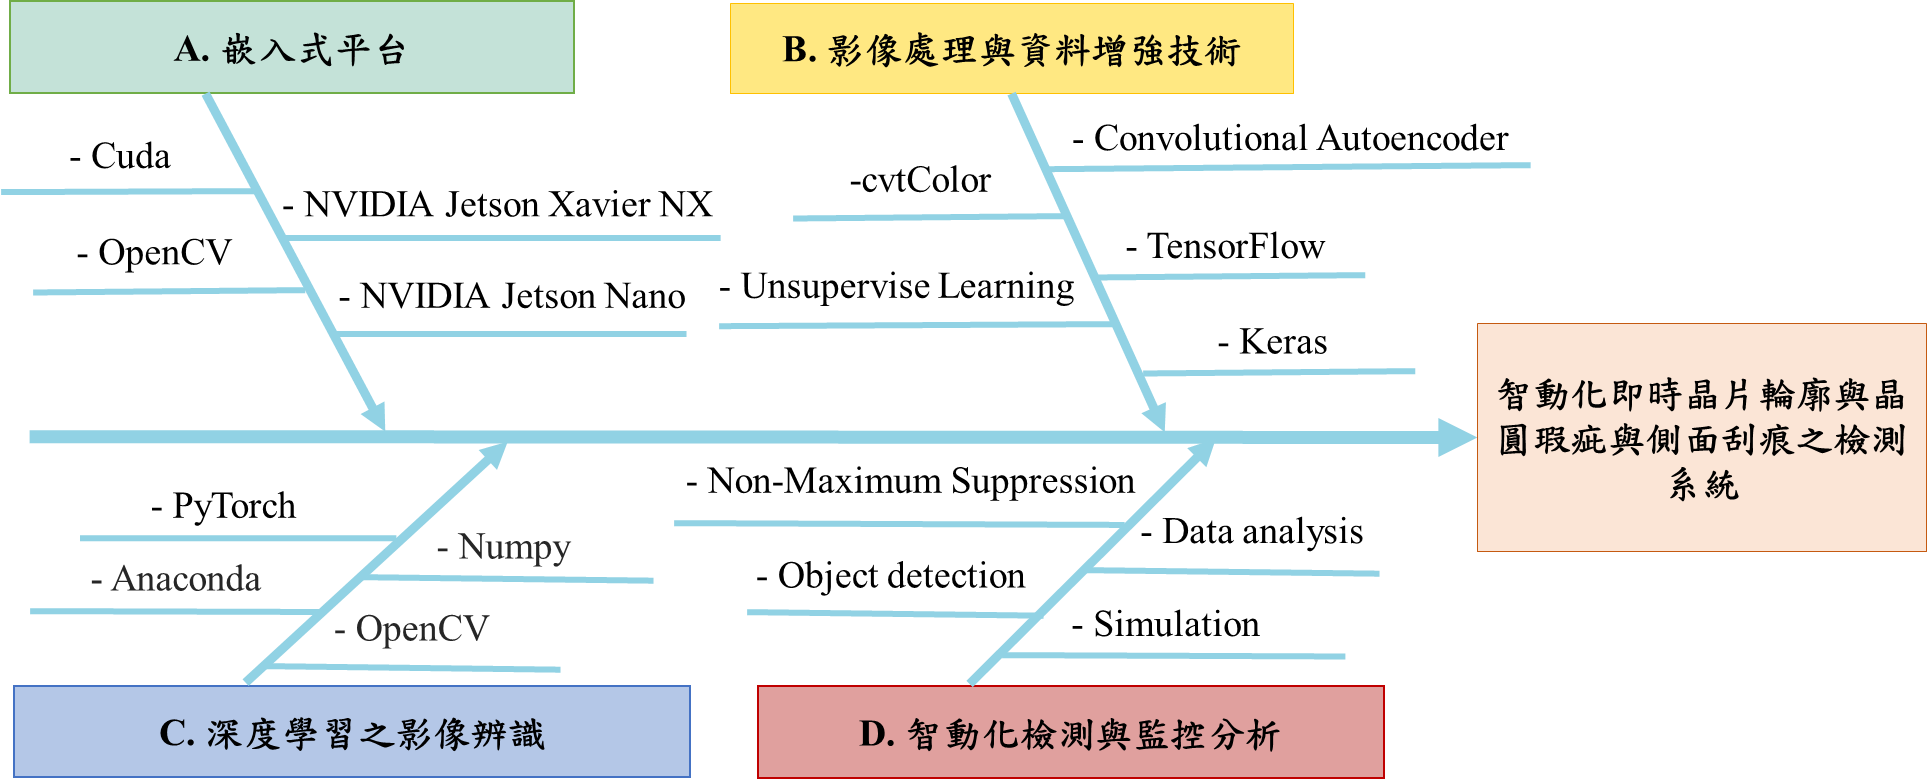 A. 嵌入式平台
- Cuda
- NVIDIA Jetson Xavier NX
- OpenCV
- NVIDIA Jetson Nano
B. 影像處理與資料增強技術
- Convolutional Autoencoder
-cvtColor
- TensorFlow
- Unsupervise Learning
- Keras
智動化即時晶片輪廓與晶
圓瑕疵與側面刮痕之檢測
系統
- PyTorch
- Numpy
- Anaconda
- OpenCV
C. 深度學習之影像辨識
- Non-Maximum Suppression
- Data analysis
- Object detection
- Simulation
D. 智動化檢測與監控分析